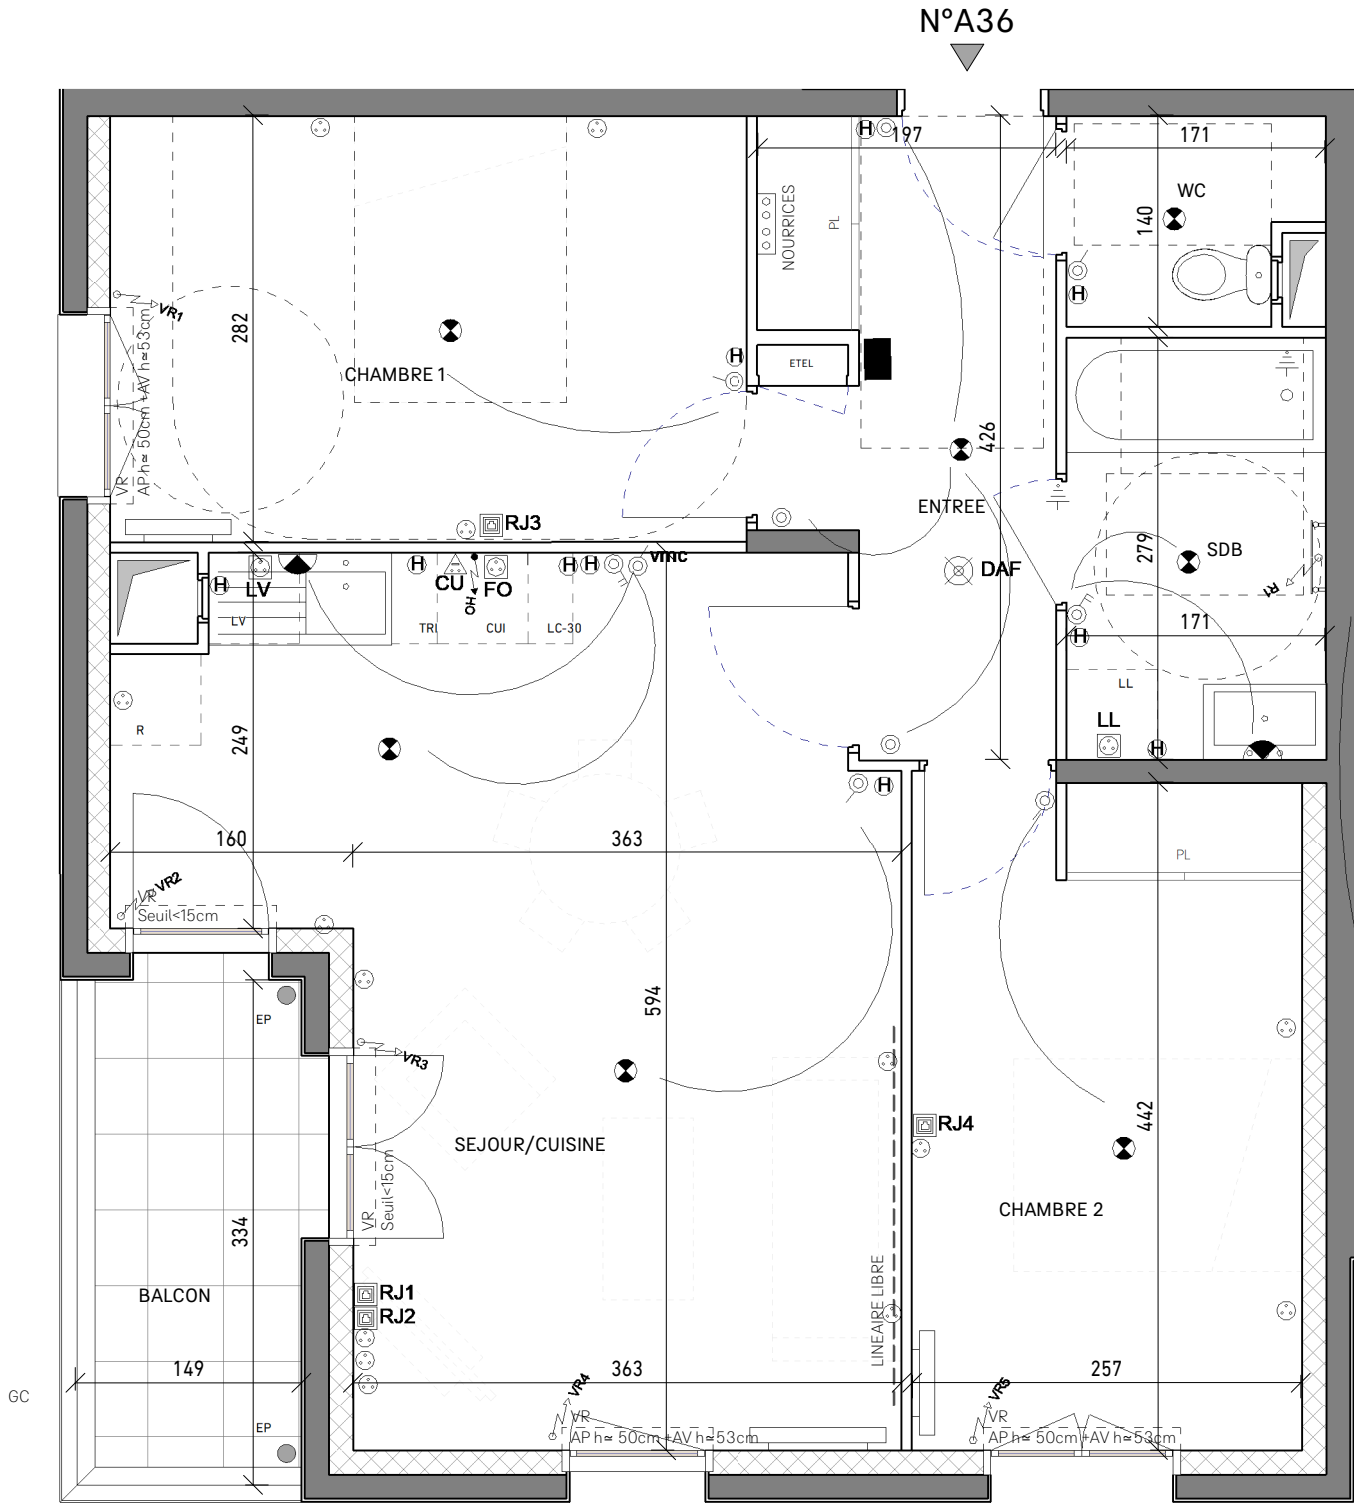 N°A36
197
171
WC
140
NOURRICES
PL
H
H
VR1
VR
AP h≃ 50cm +AV h≃53cm
282
CHAMBRE 1
H
ETEL
426
ENTREE
279
SDB
R1
RJ3
DAF
VMC
H
H
H
H
LV
CU
FO
HO
LV
TRI
CUI
LC-30
171
H
LL
LL
H
R
249
H
160
363
PL
VR2
VR
Seuil<15cm
594
EP
VR3
VR
Seuil<15cm
RJ4
442
SEJOUR/CUISINE
CHAMBRE 2
334
BALCON
RJ1
RJ2
LINEAIRE LIBRE
149
363
257
GC
EP
VR4
VR
AP h≃ 50cm +AV h≃53cm
VR5
VR
AP h≃ 50cm +AV h≃53cm